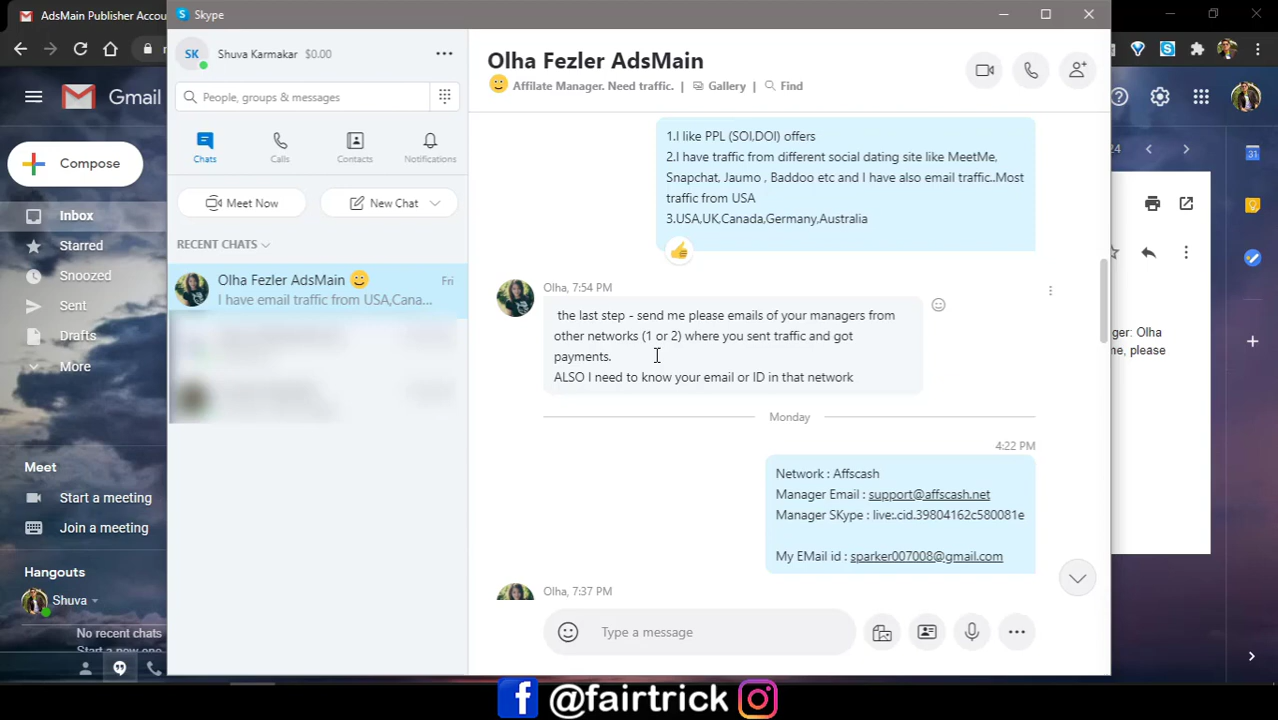 AdsMain Publisher Accou
Skype
SK
Shuva Karmakar $0.00
People, groups & messages
Chats
Calls
Contacts
Notifications
Meet Now
New Chat
RECENT CHATS
Olha Fezler AdsMain
Fri
I have email traffic from USA,Cana...
Gmail
Compose
Inbox
Starred
Snoozed
Sent
Drafts
More
Meet
Start a meeting
Join a meeting
Hangouts
Shuva
No recent chats
Start a new one
Olha Fezler AdsMain
Affilate Manager. Need traffic. | Gallery | Find
1.I like PPL (SOI,DOI) offers
2.I have traffic from different social dating site like MeetMe,
Snapchat, Jaumo , Baddoo etc and I have also email traffic..Most
traffic from USA
3.USA,UK,Canada,Germany,Australia
Olha, 7:54 PM
the last step - send me please emails of your managers from
other networks (1 or 2) where you sent traffic and got
payments.
ALSO I need to know your email or ID in that network
Monday
4:22 PM
Network : Affscash
Manager Email : support@affscash.net
Manager SKype : live:.cid.39804162c580081e
My EMail id : sparker007008@gmail.com
Olha, 7:37 PM
Type a message
24
ger: Olha
me, please
@fairtrick